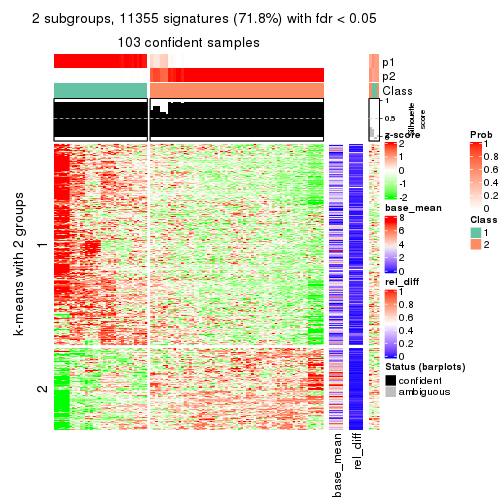 2 subgroups, 11355 signatures (71.8%) with fdr < 0.05
103 confident samples
p1
p2
Class
1
0.5
0
Silhouette
score
k-means with 2 groups
1
2
base_mean
rel_diff
z-score
2
1
0
-1
-2
base_mean
8
6
4
2
0
rel_diff
1
0.8
0.6
0.4
0.2
0
Status (barplots)
confident
ambiguous
Prob
1
0.8
0.6
0.4
0.2
0
Class
1
2